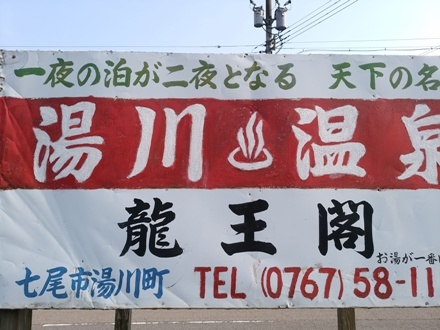 一夜の泊が二夜となる　天下の名
湯川♨温泉
龍王閣
お湯が一番
七尾市湯川町　TEL (0767) 58-11